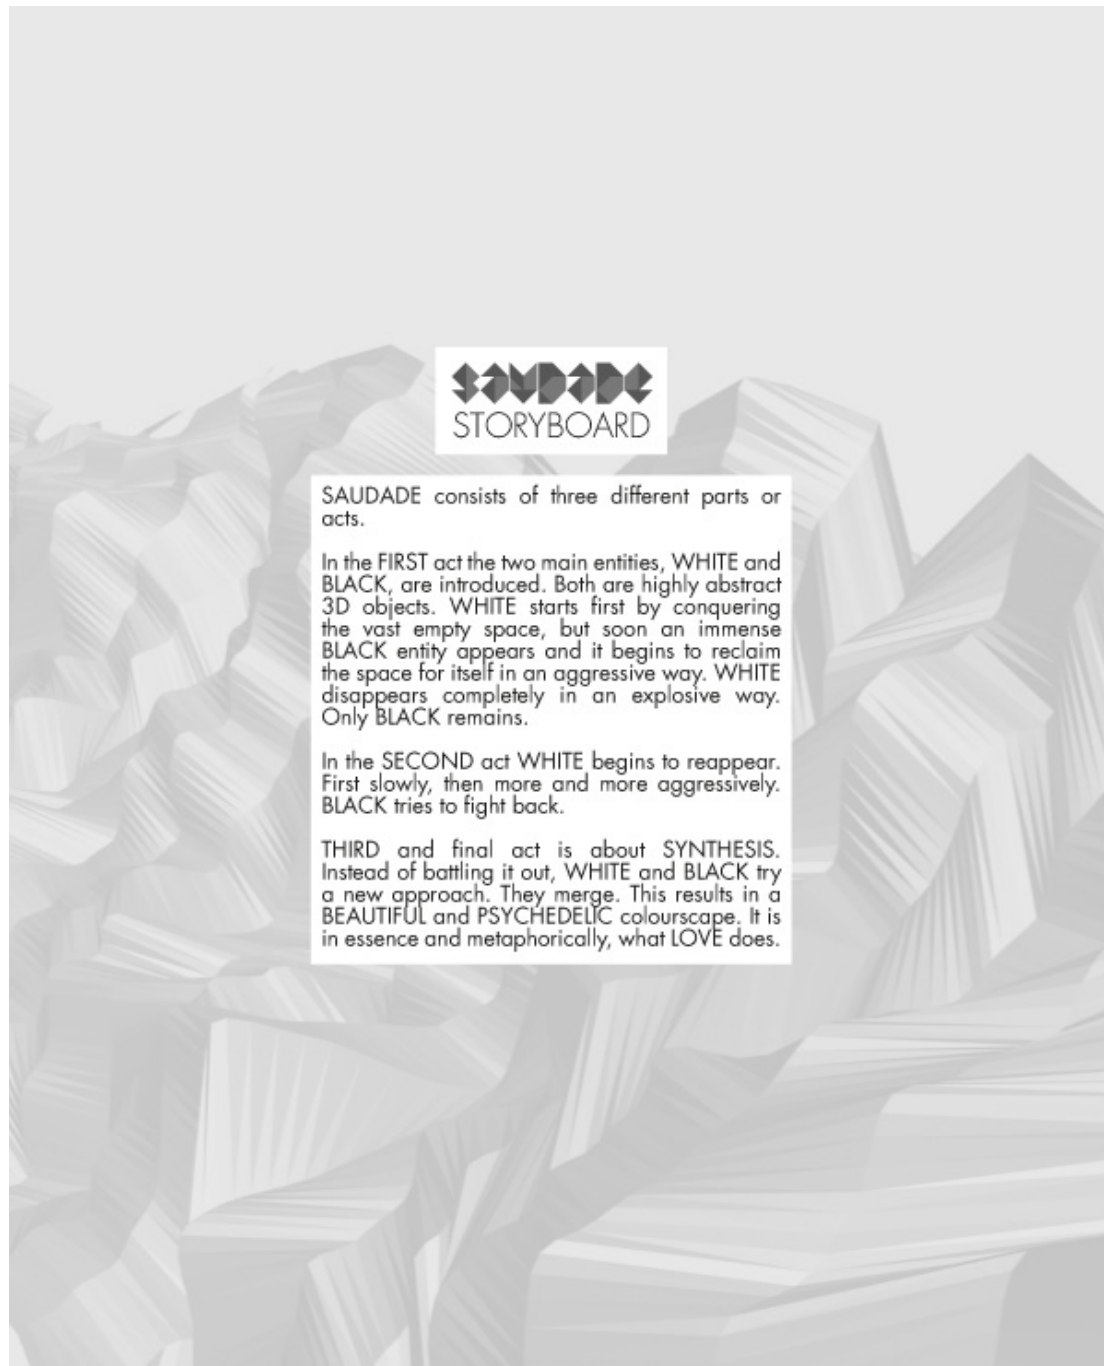 SAUDADE
STORYBOARD
SAUDADE consists of three different parts or
acts.
In the FIRST act the two main entities, WHITE and
BLACK, are introduced. Both are highly abstract
3D objects. WHITE starts first by conquering
the vast empty space, but soon an immense
BLACK entity appears and it begins to reclaim
the space for itself in an aggressive way. WHITE
disappears completely in an explosive way.
Only BLACK remains.
In the SECOND act WHITE begins to reappear.
First slowly, then more and more aggressively.
BLACK tries to fight back.
THIRD and final act is about SYNTHESIS.
Instead of battling it out, WHITE and BLACK try
a new approach. They merge. This results in a
BEAUTIFUL and PSYCHEDELIC colourscape. It is
in essence and metaphorically, what LOVE does.